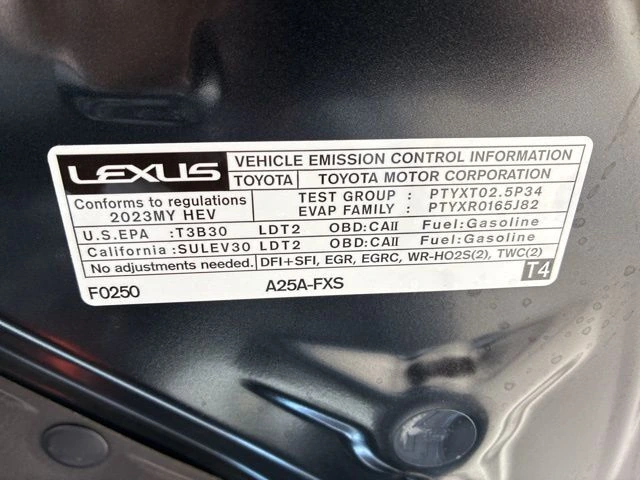 LEXUS VEHICLE EMISSION CONTROL INFORMATION
TOYOTA TOYOTA MOTOR CORPORATION
Conforms to regulations TEST GROUP : PTYXT02.5P34
2023MY HEV EVAP FAMILY : PTYXR0165J82
U.S.EPA :T3B30 LDT2 OBD:CAII Fuel:Gasoline
California :SULEV30 LDT2 OBD:CAII Fuel:Gasoline
No adjustments needed. DFI+SFI, EGR, EGRC, WR-HO2S(2), TWC(2)
F0250 A25A-FXS T4